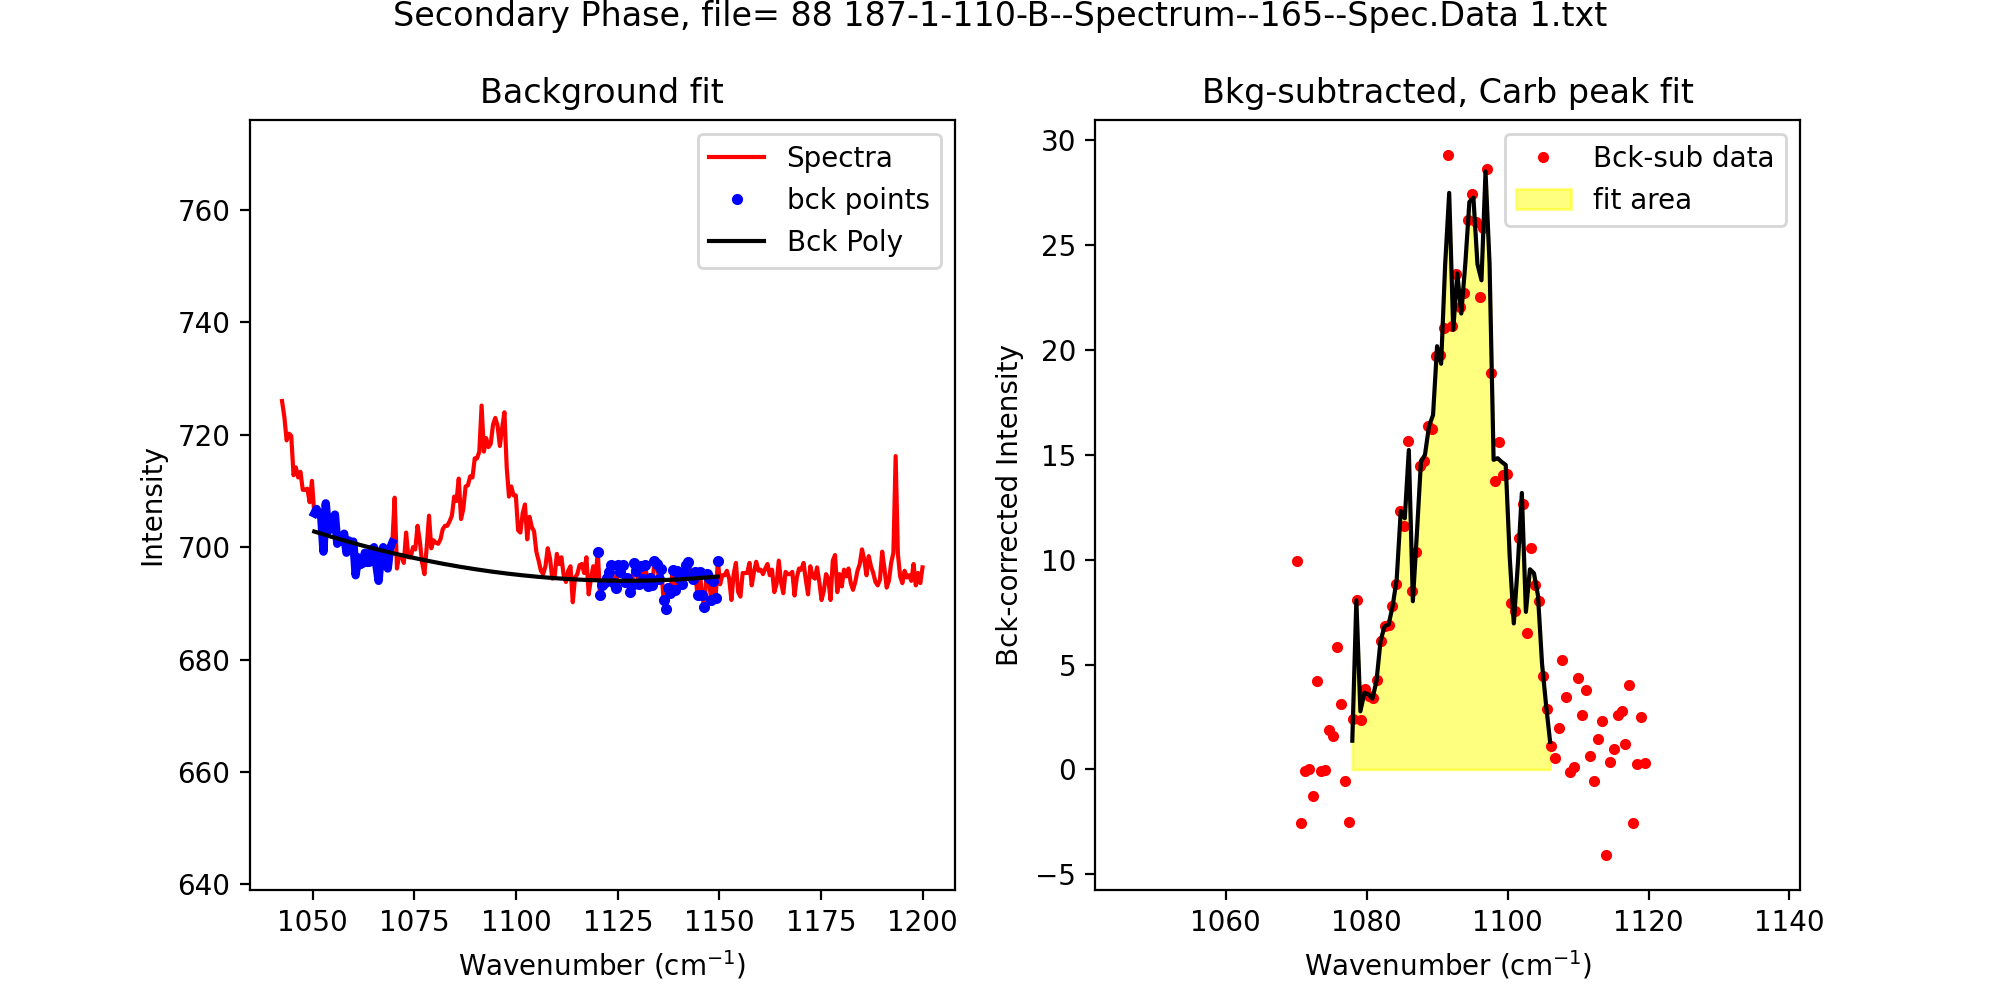 Secondary Phase, file= 88 187-1-110-B--Spectrum--165--Spec.Data 1.txt
Background fit
Spectra
bck points
Bck Poly
760
740
720
700
680
660
640
Intensity
1050 1075 1100 1125 1150 1175 1200
Wavenumber (cm⁻¹)
Bkg-subtracted, Carb peak fit
Bck-sub data
fit area
30
25
20
15
10
5
0
−5
Bck-corrected Intensity
1060 1080 1100 1120 1140
Wavenumber (cm⁻¹)